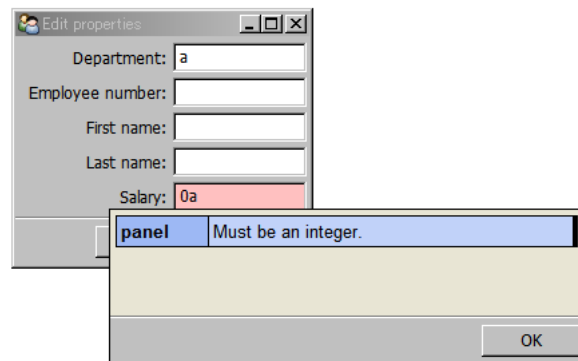 Edit properties
Department: a
Employee number:
First name:
Last name:
Salary: 0a
panel Must be an integer.
OK